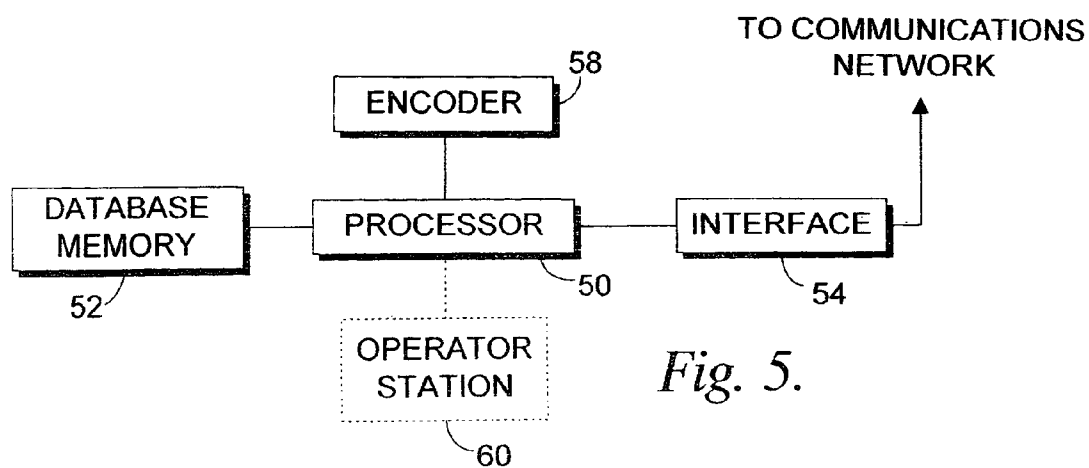 TO COMMUNICATIONS
NETWORK
58
ENCODER
DATABASE
MEMORY
PROCESSOR
INTERFACE
52
50
54
OPERATOR
STATION
Fig. 5.
60